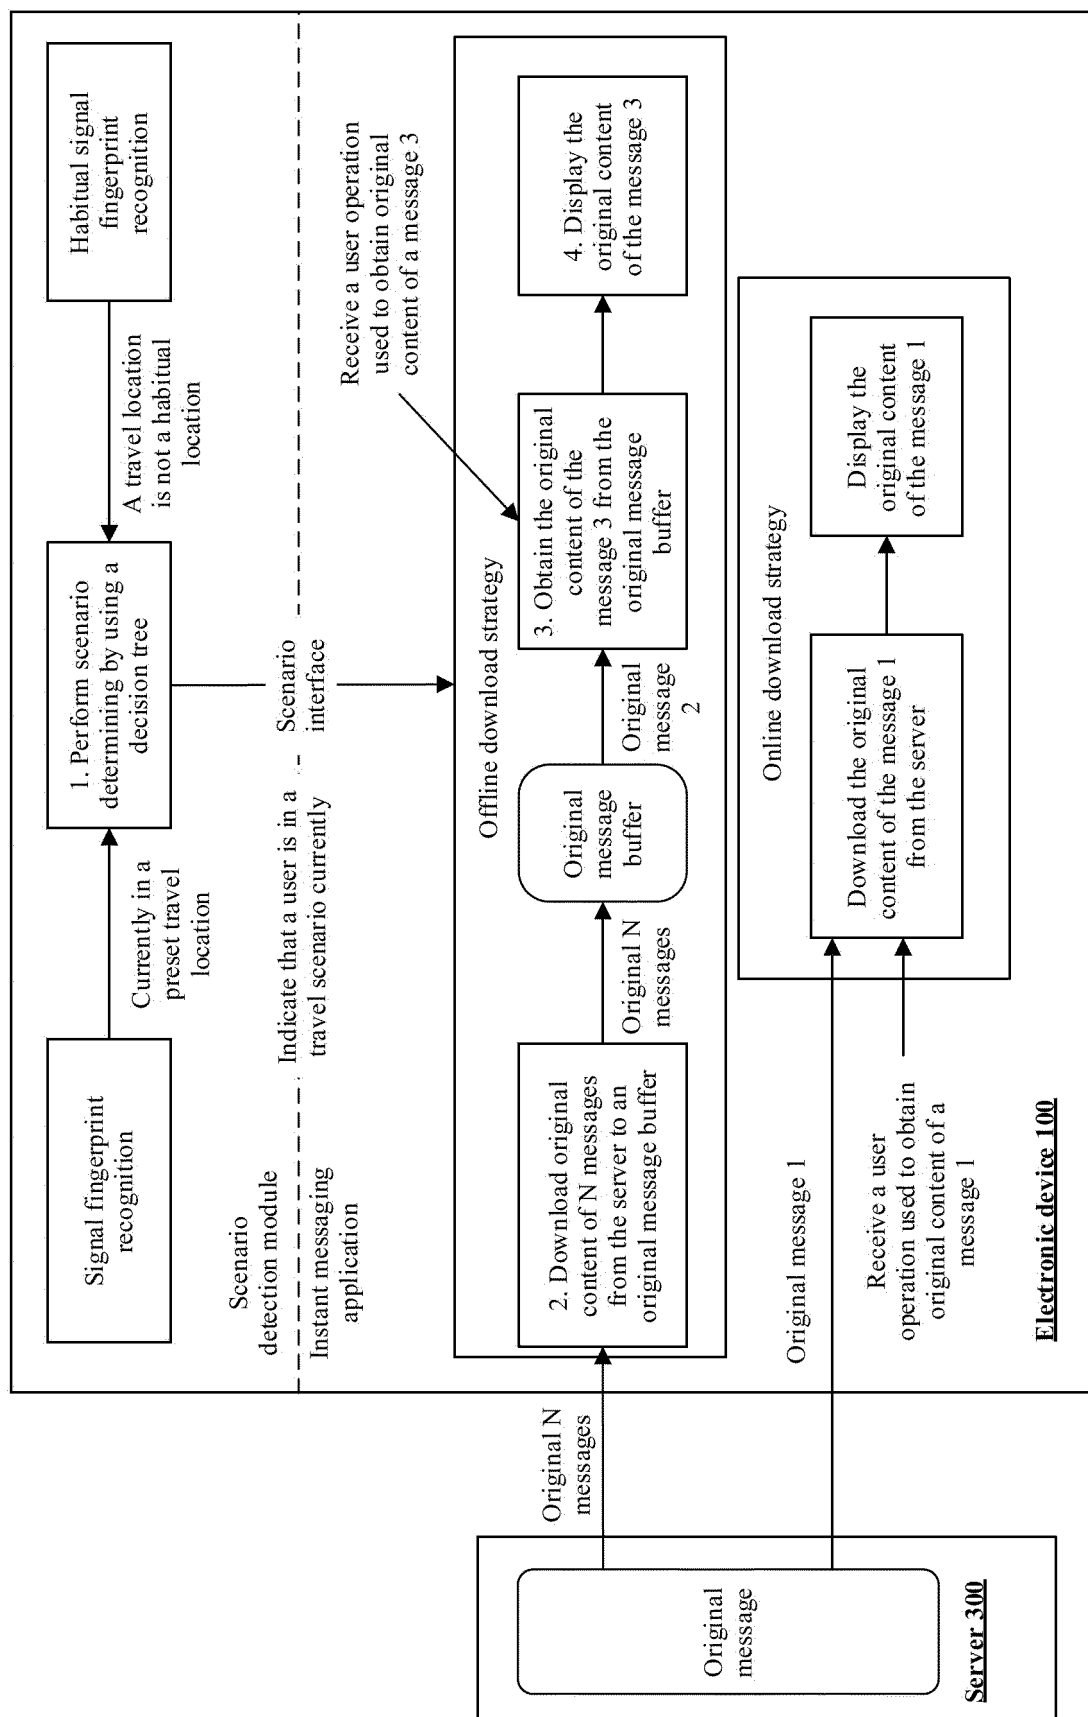 Signal fingerprint
recognition
Currently in a
preset travel
location
1. Perform scenario
determining by using a
decision tree
A travel location
is not a habitual
location
Habitual signal
fingerprint
recognition
Scenario
detection module
Instant messaging
application
Indicate that a user is in a
travel scenario currently
Scenario
interface
Receive a user operation
used to obtain original
content of a message 3
Offline download strategy
Original N
messages
2. Download original
content of N messages
from the server to an
original message buffer
Original N
messages
Original
message
buffer
Original
message
2
3. Obtain the original
content of the
message 3 from the
original message
buffer
4. Display the
original content
of the message 3
Original
message
Server 300
Online download strategy
Original message 1
Receive a user
operation used to obtain
original content of a
message 1
Download the original
content of the message 1
from the server
Display the
original content
of the message 1
Electronic device 100